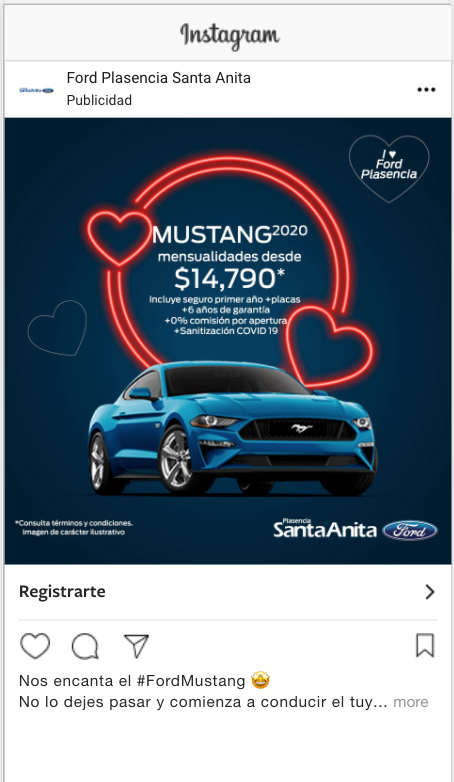 Instagram
SantaAnita Ford
Ford Plasencia Santa Anita
Publicidad
I ♥
Ford
Plasencia
MUSTANG²⁰²⁰
mensualidades desde
$14,790*
Incluye seguro primer año +placas
+6 años de garantía
+0% comisión por apertura
+Sanitización COVID 19
*Consulta términos y condiciones.
Imagen de carácter ilustrativo
Plasencia
SantaAnita Ford
Registrarte
Nos encanta el #FordMustang 🤩
No lo dejes pasar y comienza a conducir el tuy... more